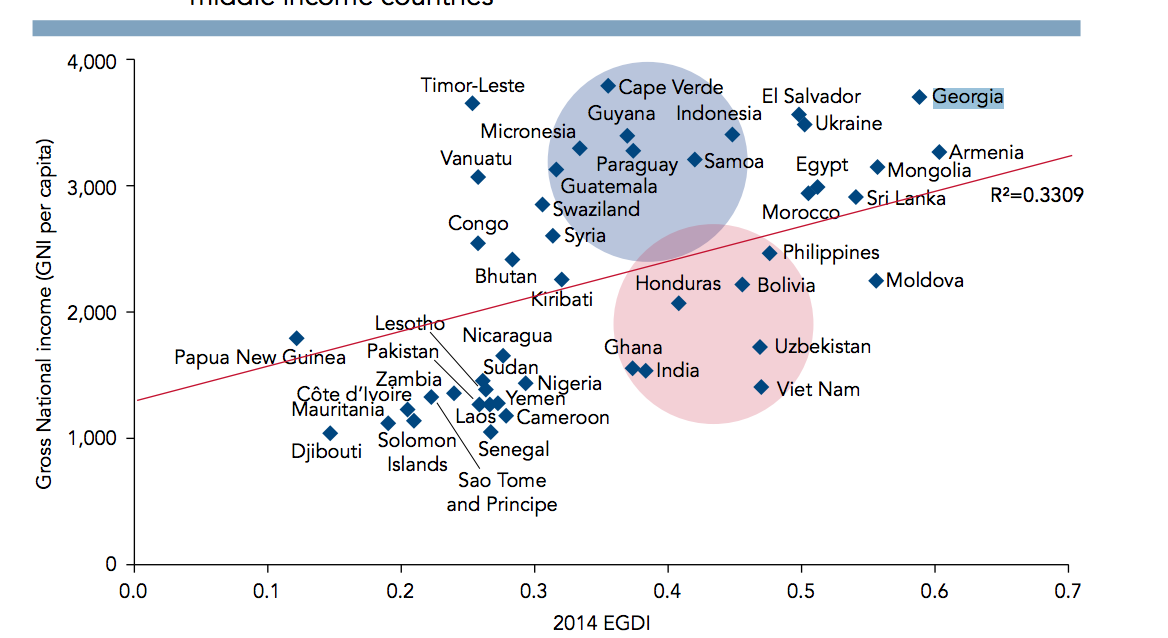 middle income countries
Gross National income (GNI per capita)
4,000
3,000
2,000
1,000
0
Timor-Leste
Cape Verde
El Salvador
Georgia
Guyana
Indonesia
Ukraine
Micronesia
Armenia
Vanuatu
Paraguay
Samoa
Egypt
Mongolia
Guatemala
Sri Lanka
R²=0.3309
Swaziland
Morocco
Congo
Syria
Philippines
Bhutan
Honduras
Bolivia
Moldova
Kiribati
Lesotho
Nicaragua
Papua New Guinea
Pakistan
Ghana
Uzbekistan
Sudan
India
Zambia
Nigeria
Viet Nam
Côte d'Ivoire
Yemen
Mauritania
Laos
Cameroon
Djibouti
Solomon
Islands
Senegal
Sao Tome
and Principe
0.0 0.1 0.2 0.3 0.4 0.5 0.6 0.7
2014 EGDI